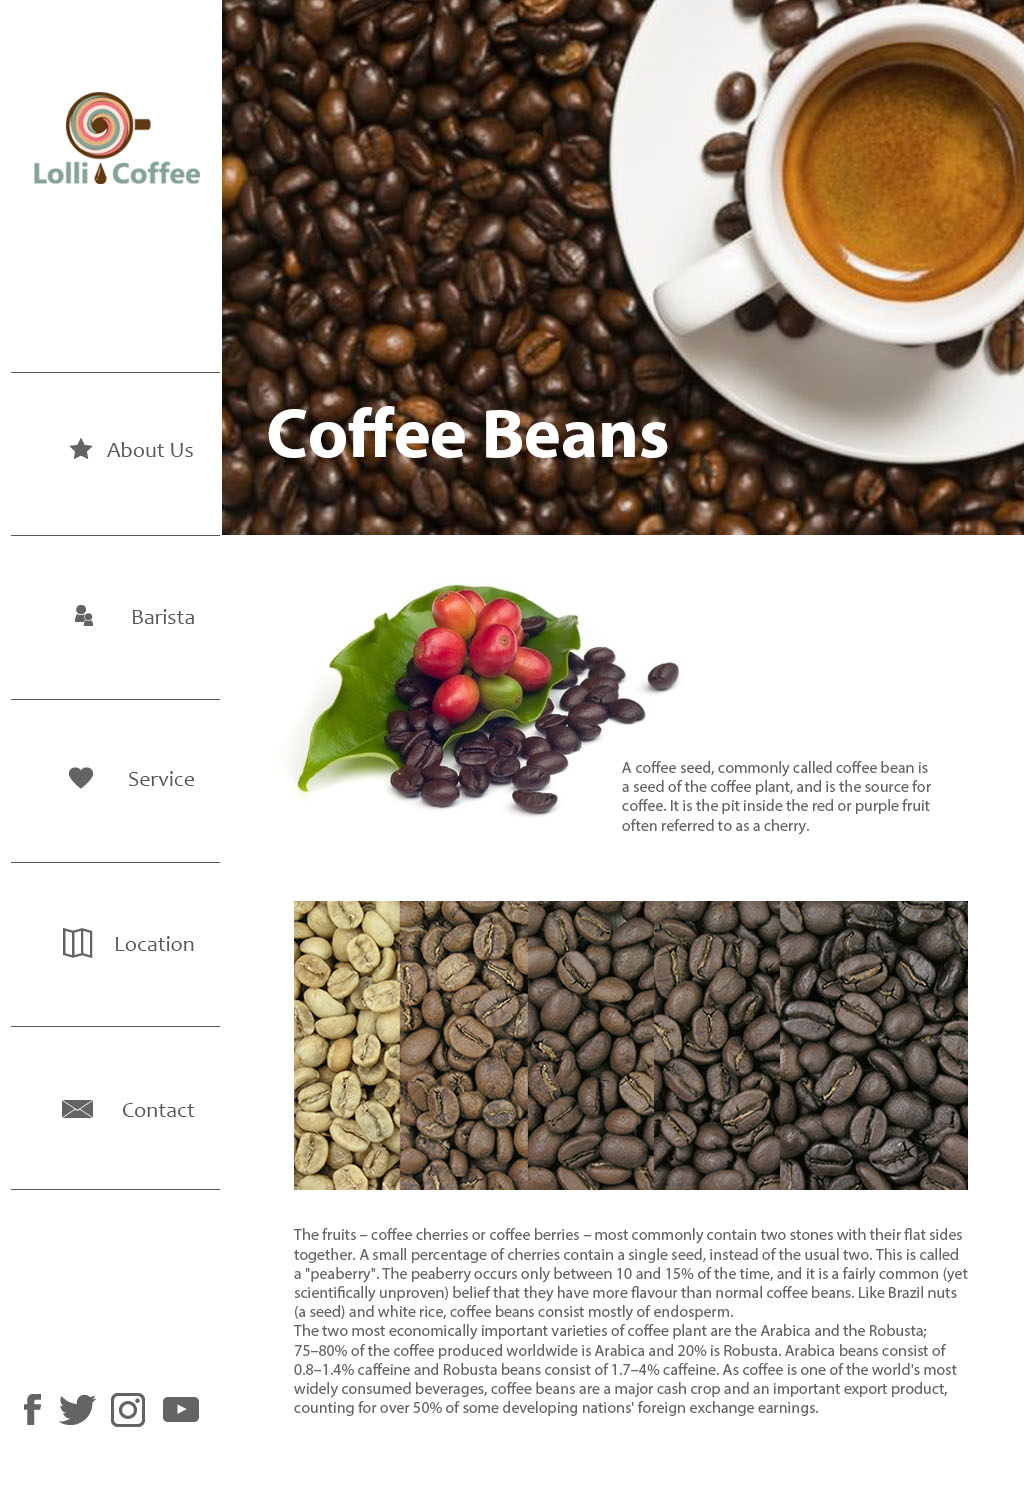 Lolli Coffee
About Us
Barista
Service
Location
Contact
Coffee Beans
A coffee seed, commonly called coffee bean is
a seed of the coffee plant, and is the source for
coffee. It is the pit inside the red or purple fruit
often referred to as a cherry.
The fruits – coffee cherries or coffee berries – most commonly contain two stones with their flat sides
together. A small percentage of cherries contain a single seed, instead of the usual two. This is called
a "peaberry". The peaberry occurs only between 10 and 15% of the time, and it is a fairly common (yet
scientifically unproven) belief that they have more flavour than normal coffee beans. Like Brazil nuts
(a seed) and white rice, coffee beans consist mostly of endosperm.
The two most economically important varieties of coffee plant are the Arabica and the Robusta;
75–80% of the coffee produced worldwide is Arabica and 20% is Robusta. Arabica beans consist of
0.8–1.4% caffeine and Robusta beans consist of 1.7–4% caffeine. As coffee is one of the world's most
widely consumed beverages, coffee beans are a major cash crop and an important export product,
counting for over 50% of some developing nations' foreign exchange earnings.